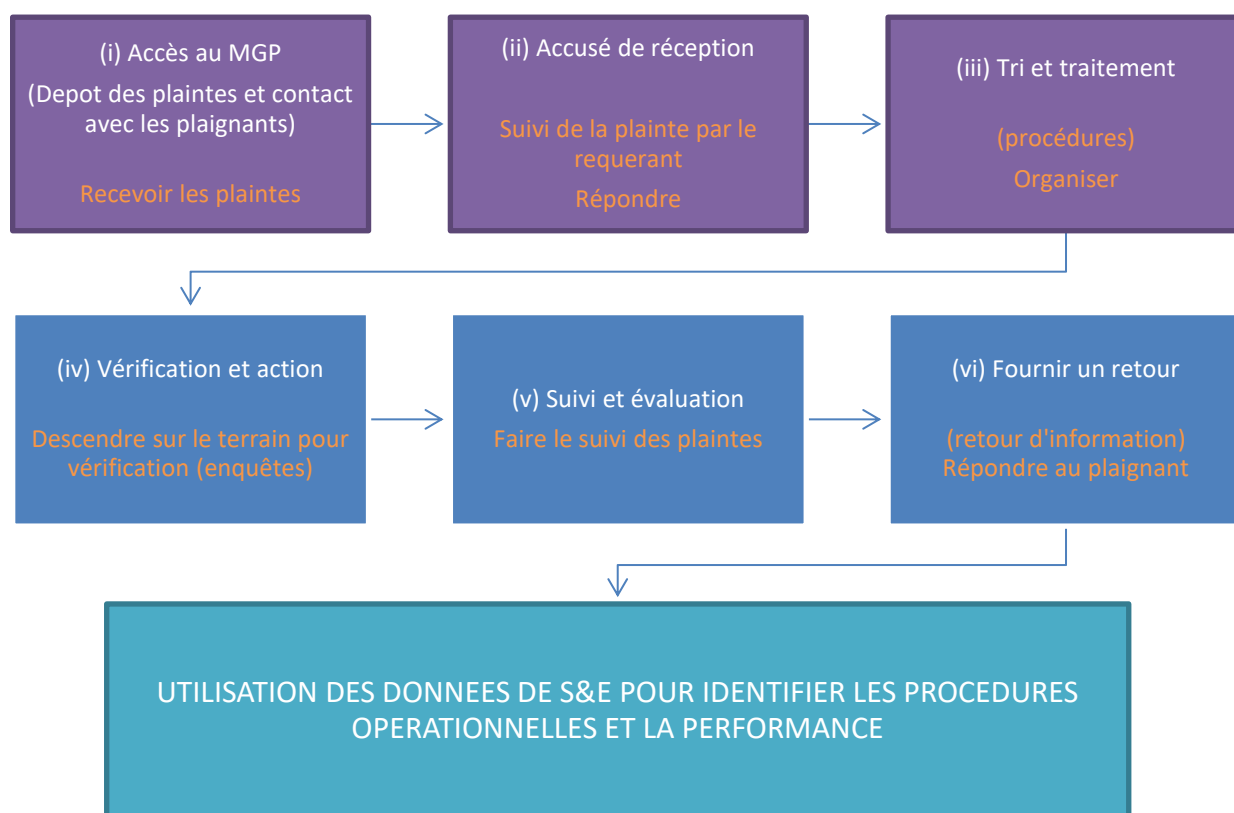 (i) Accès au MGP
(Depot des plaintes et contact
avec les plaignants)
Recevoir les plaintes
(ii) Accusé de réception
Suivi de la plainte par le
requerant
Répondre
(iii) Tri et traitement
(procédures)
Organiser
(iv) Vérification et action
Descendre sur le terrain pour
vérification (enquêtes)
(v) Suivi et évaluation
Faire le suivi des plaintes
(vi) Fournir un retour
(retour d'information)
Répondre au plaignant
UTILISATION DES DONNEES DE S&E POUR IDENTIFIER LES PROCEDURES
OPERATIONNELLES ET LA PERFORMANCE